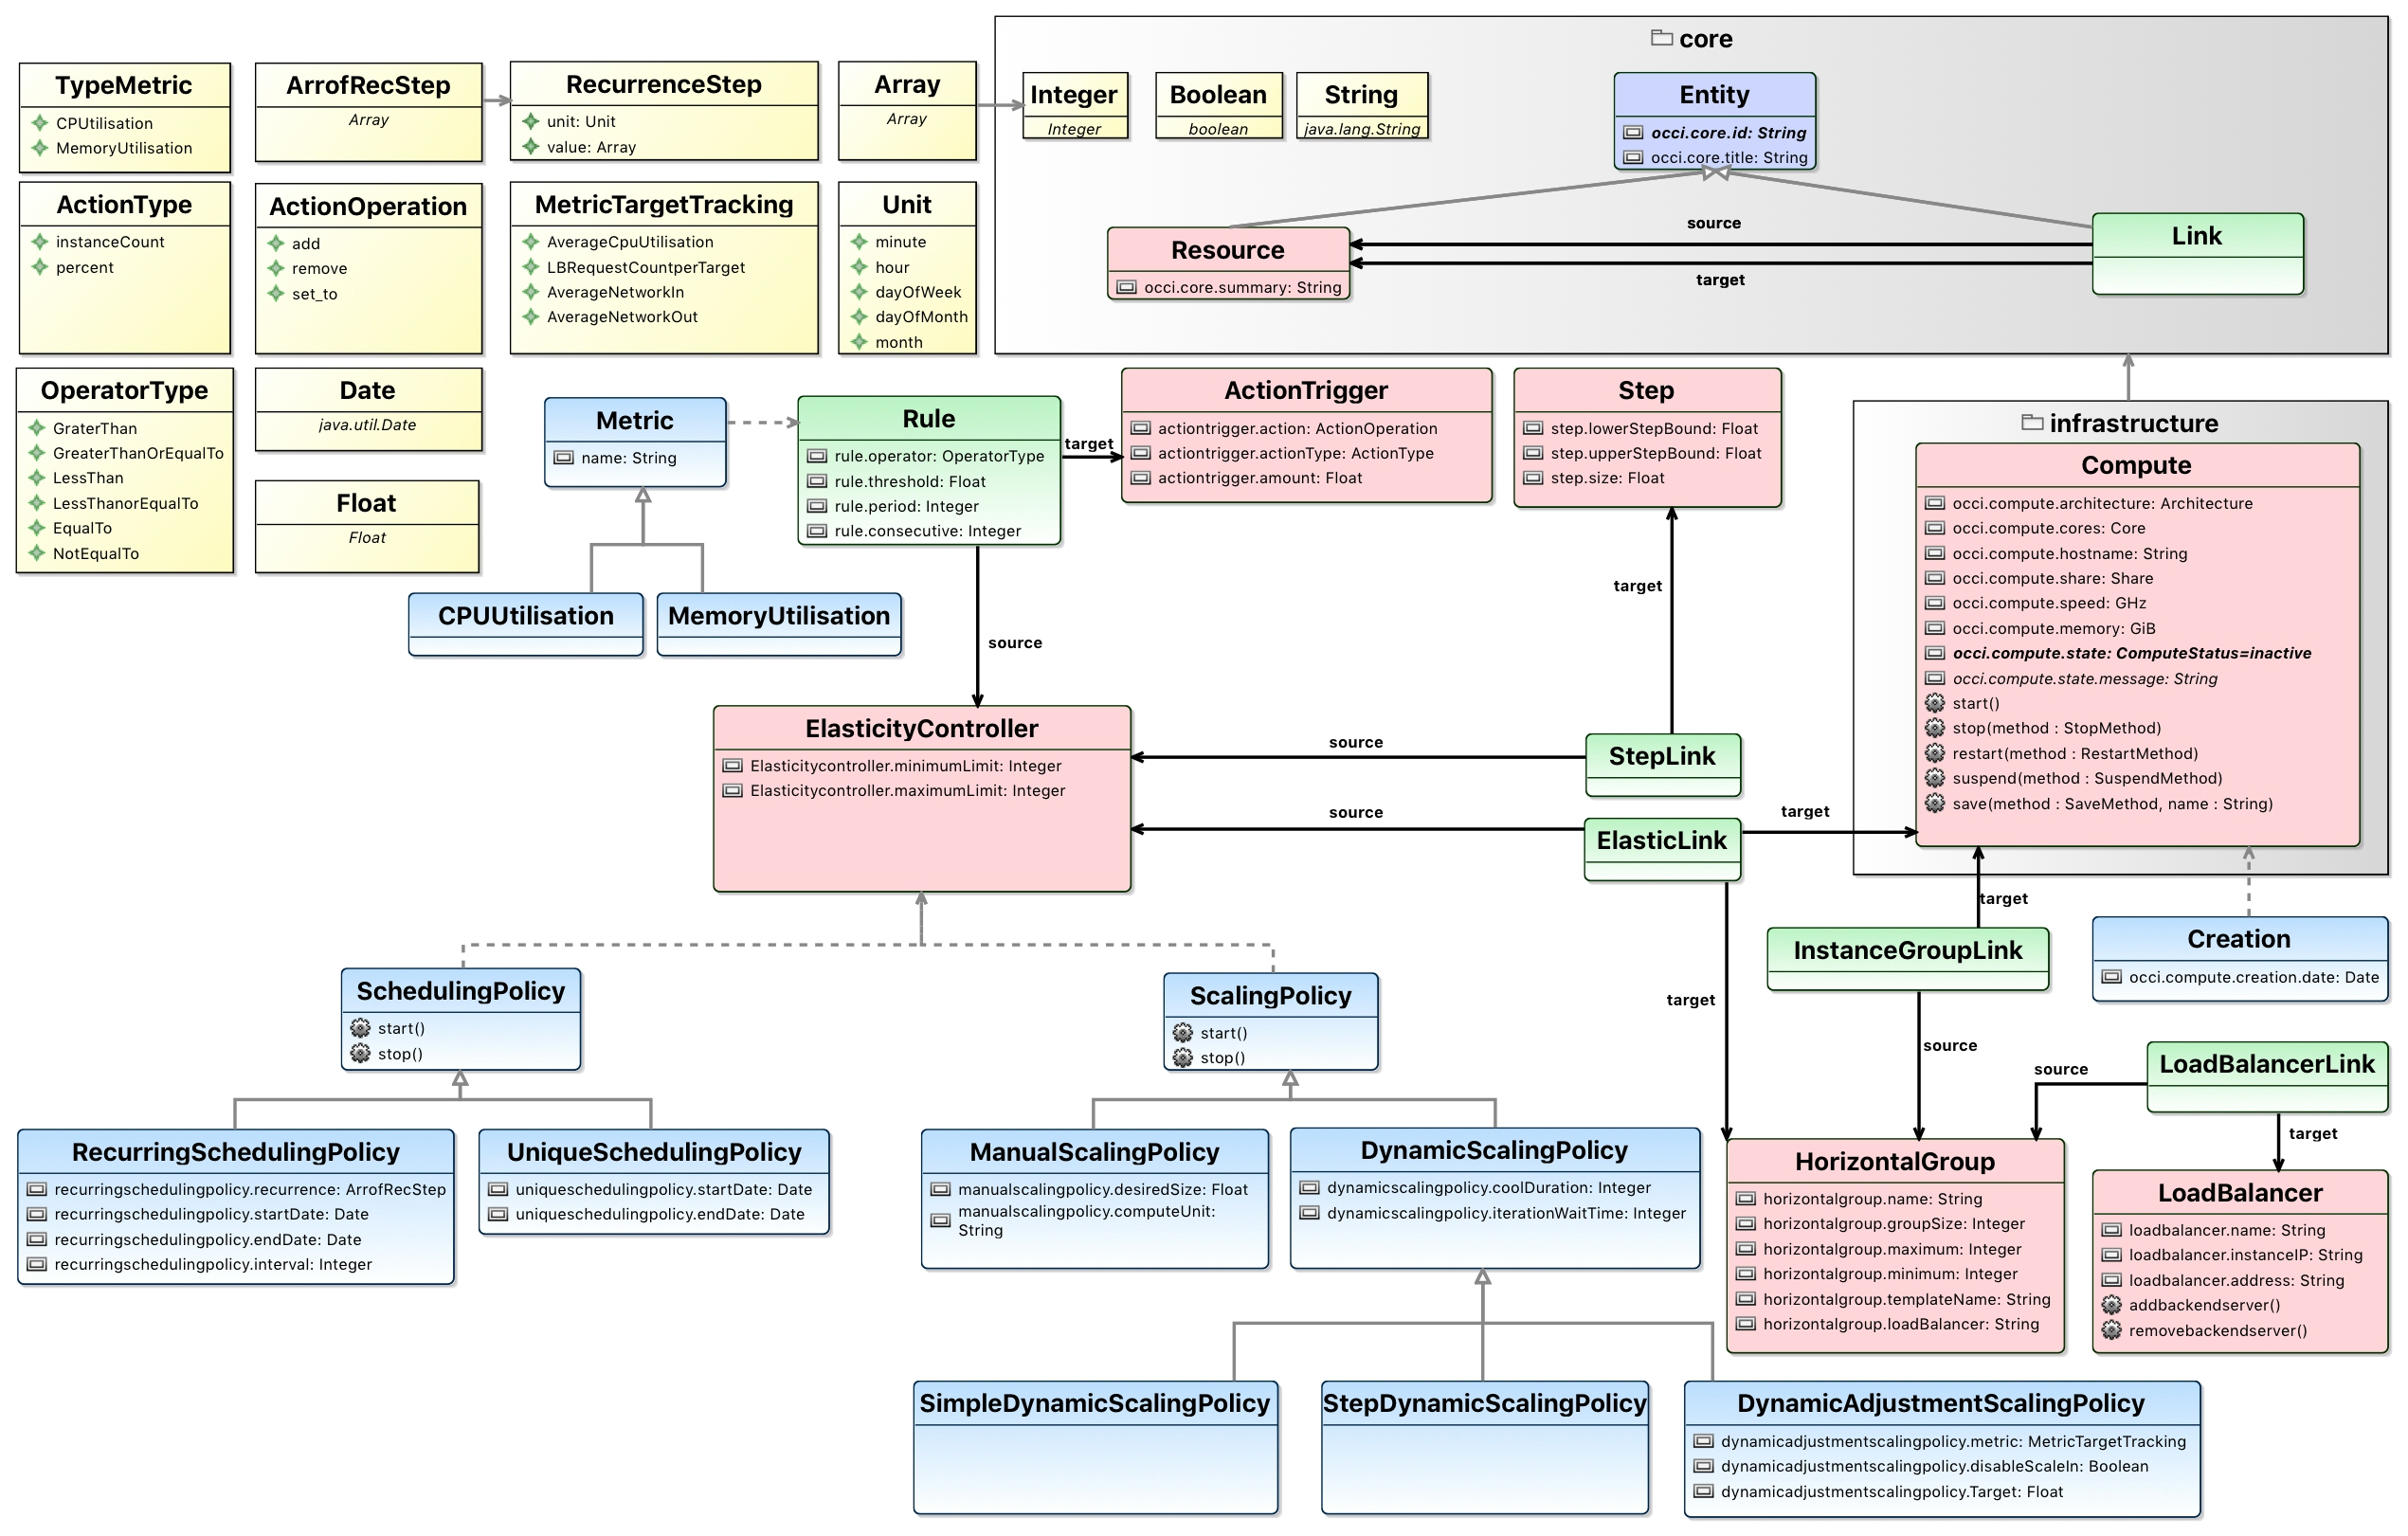 core
TypeMetric
CPUtilisation
MemoryUtilisation
ArrofRecStep
Array
RecurrenceStep
unit: Unit
value: Array
Array
Array
Integer
Integer
Boolean
boolean
String
java.lang.String
Entity
occi.core.id: String
occi.core.title: String
ActionType
instanceCount
percent
ActionOperation
add
remove
set_to
MetricTargetTracking
AverageCpuUtilisation
LBRequestCountperTarget
AverageNetworkIn
AverageNetworkOut
Unit
minute
hour
dayOfWeek
dayOfMonth
month
Resource
occi.core.summary: String
source
target
Link
OperatorType
GraterThan
GreaterThanOrEqualTo
LessThan
LessThanorEqualTo
EqualTo
NotEqualTo
Date
java.util.Date
Float
Float
Metric
name: String
Rule
rule.operator: OperatorType
rule.threshold: Float
rule.period: Integer
rule.consecutive: Integer
target
ActionTrigger
actiontrigger.action: ActionOperation
actiontrigger.actionType: ActionType
actiontrigger.amount: Float
Step
step.lowerStepBound: Float
step.upperStepBound: Float
step.size: Float
infrastructure
Compute
occi.compute.architecture: Architecture
occi.compute.cores: Core
occi.compute.hostname: String
occi.compute.share: Share
occi.compute.speed: GHz
occi.compute.memory: GiB
occi.compute.state: ComputeStatus=inactive
occi.compute.state.message: String
start()
stop(method : StopMethod)
restart(method : RestartMethod)
suspend(method : SuspendMethod)
save(method : SaveMethod, name : String)
CPUUtilisation
MemoryUtilisation
source
target
ElasticityController
Elasticitycontroller.minimumLimit: Integer
Elasticitycontroller.maximumLimit: Integer
source
StepLink
source
ElasticLink
target
target
InstanceGroupLink
Creation
occi.compute.creation.date: Date
SchedulingPolicy
start()
stop()
ScalingPolicy
start()
stop()
target
source
source
LoadBalancerLink
target
RecurringSchedulingPolicy
recurringschedulingpolicy.recurrence: ArrofRecStep
recurringschedulingpolicy.startDate: Date
recurringschedulingpolicy.endDate: Date
recurringschedulingpolicy.interval: Integer
UniqueSchedulingPolicy
uniqueschedulingpolicy.startDate: Date
uniqueschedulingpolicy.endDate: Date
ManualScalingPolicy
manualscalingpolicy.desiredSize: Float
manualscalingpolicy.computeUnit:
String
DynamicScalingPolicy
dynamicscalingpolicy.coolDuration: Integer
dynamicscalingpolicy.iterationWaitTime: Integer
HorizontalGroup
horizontalgroup.name: String
horizontalgroup.groupSize: Integer
horizontalgroup.maximum: Integer
horizontalgroup.minimum: Integer
horizontalgroup.templateName: String
horizontalgroup.loadBalancer: String
LoadBalancer
loadbalancer.name: String
loadbalancer.instanceIP: String
loadbalancer.address: String
addbackendserver()
removebackendserver()
SimpleDynamicScalingPolicy
StepDynamicScalingPolicy
DynamicAdjustmentScalingPolicy
dynamicadjustmentscalingpolicy.metric: MetricTargetTracking
dynamicadjustmentscalingpolicy.disableScaleIn: Boolean
dynamicadjustmentscalingpolicy.Target: Float